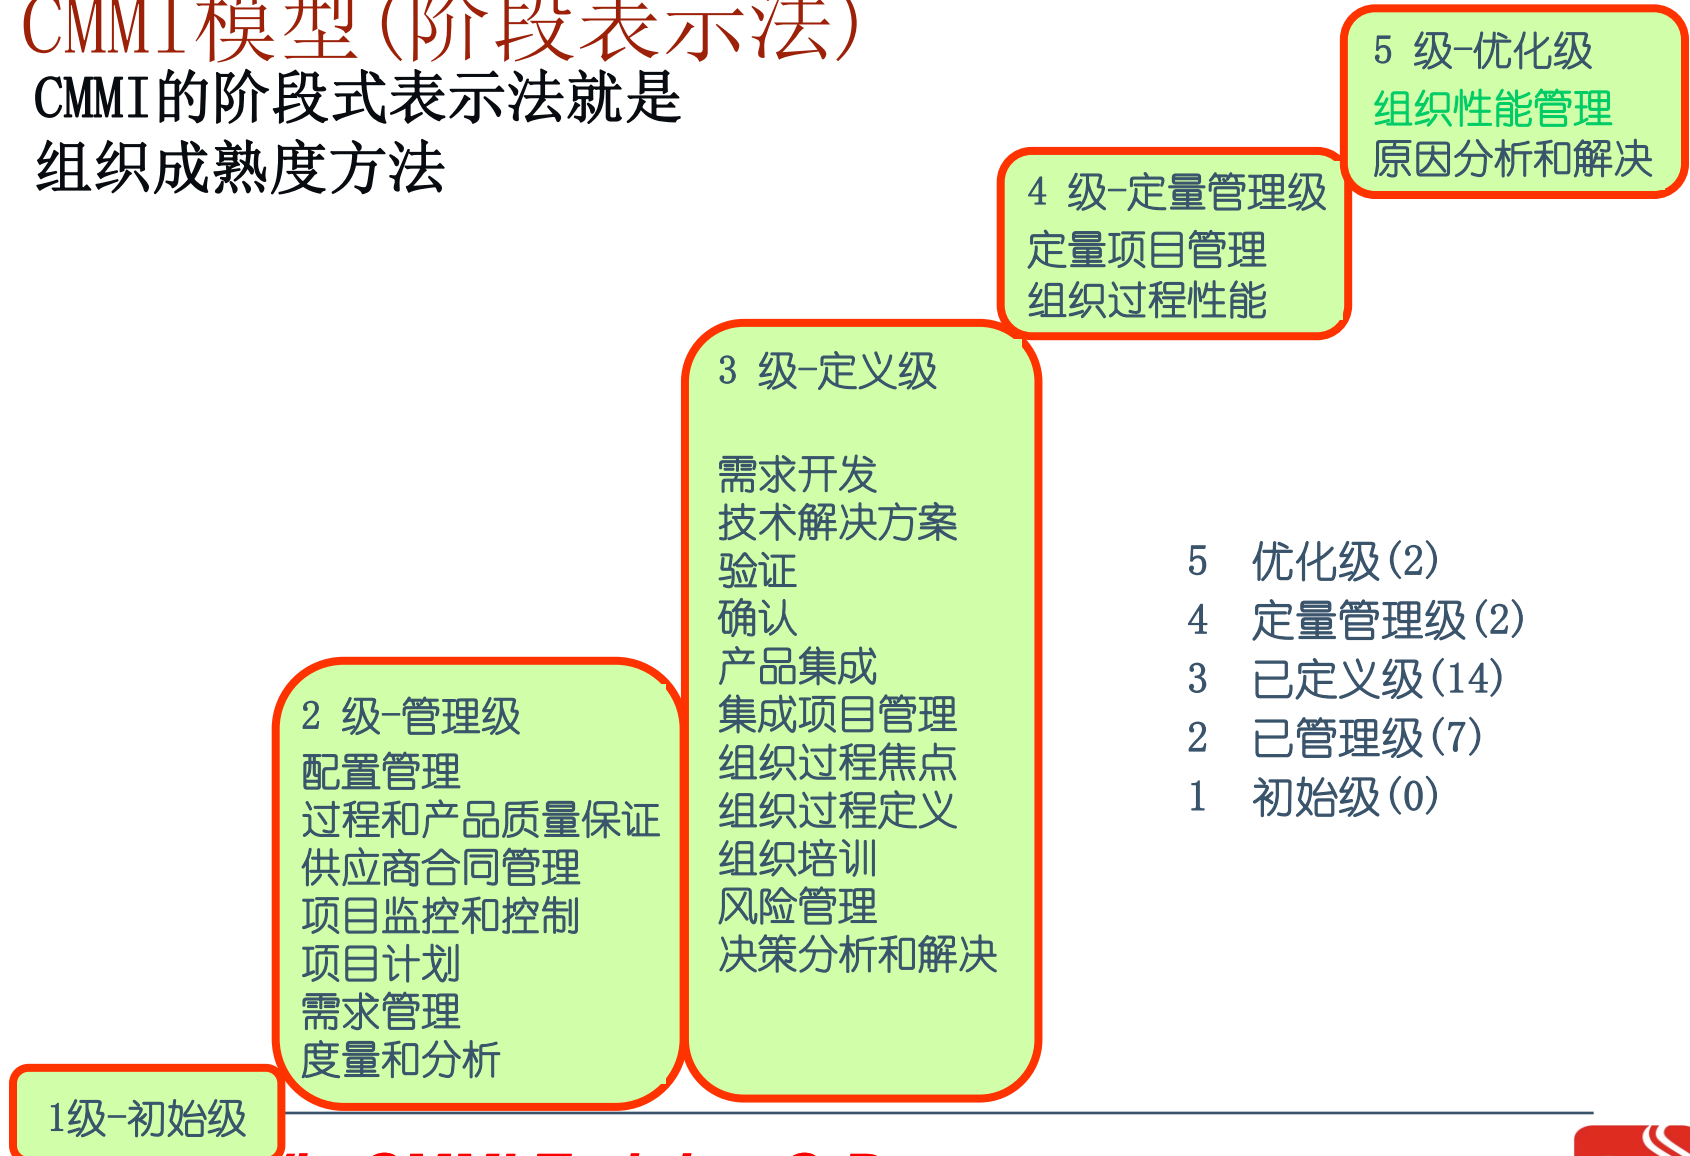 CMMI模型(阶段表示法)
CMMI的阶段式表示法就是
组织成熟度方法
5 级-优化级
组织性能管理
原因分析和解决
4 级-定量管理级
定量项目管理
组织过程性能
3 级-定义级
需求开发
技术解决方案
验证
确认
产品集成
集成项目管理
组织过程焦点
组织过程定义
组织培训
风险管理
决策分析和解决
2 级-管理级
配置管理
过程和产品质量保证
供应商合同管理
项目监控和控制
项目计划
需求管理
度量和分析
1级-初始级
5 优化级(2)
4 定量管理级(2)
3 已定义级(14)
2 已管理级(7)
1 初始级(0)